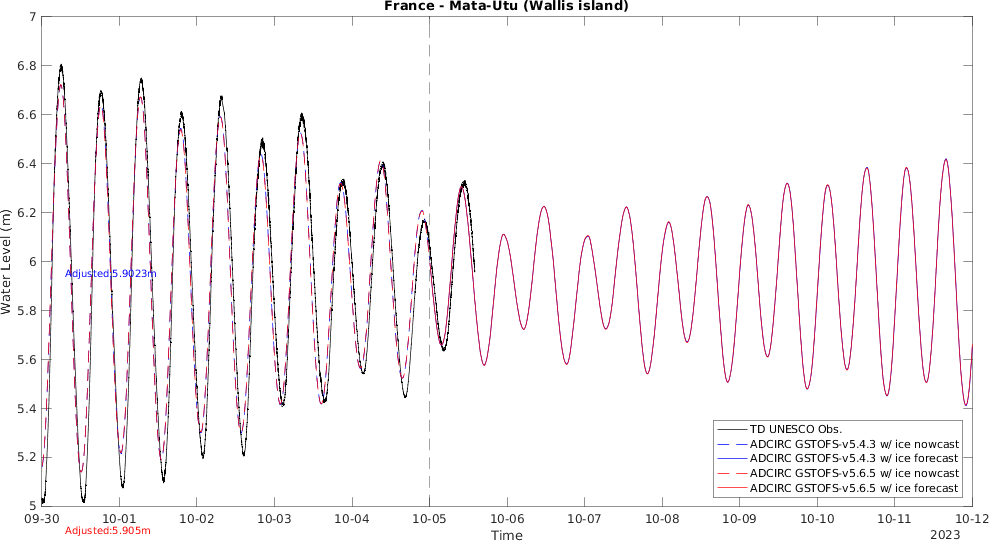 France - Mata-Utu (Wallis island)
7
6.8
6.6
6.4
6.2
6
5.8
5.6
5.4
5.2
5
Water Level (m)
Adjusted:5.9023m
TD UNESCO Obs.
ADCIRC GSTOFS-v5.4.3 w/ ice nowcast
ADCIRC GSTOFS-v5.4.3 w/ ice forecast
ADCIRC GSTOFS-v5.6.5 w/ ice nowcast
ADCIRC GSTOFS-v5.6.5 w/ ice forecast
09-30 10-01 10-02 10-03 10-04 10-05 10-06 10-07 10-08 10-09 10-10 10-11 10-12
Adjusted:5.905m
Time
2023